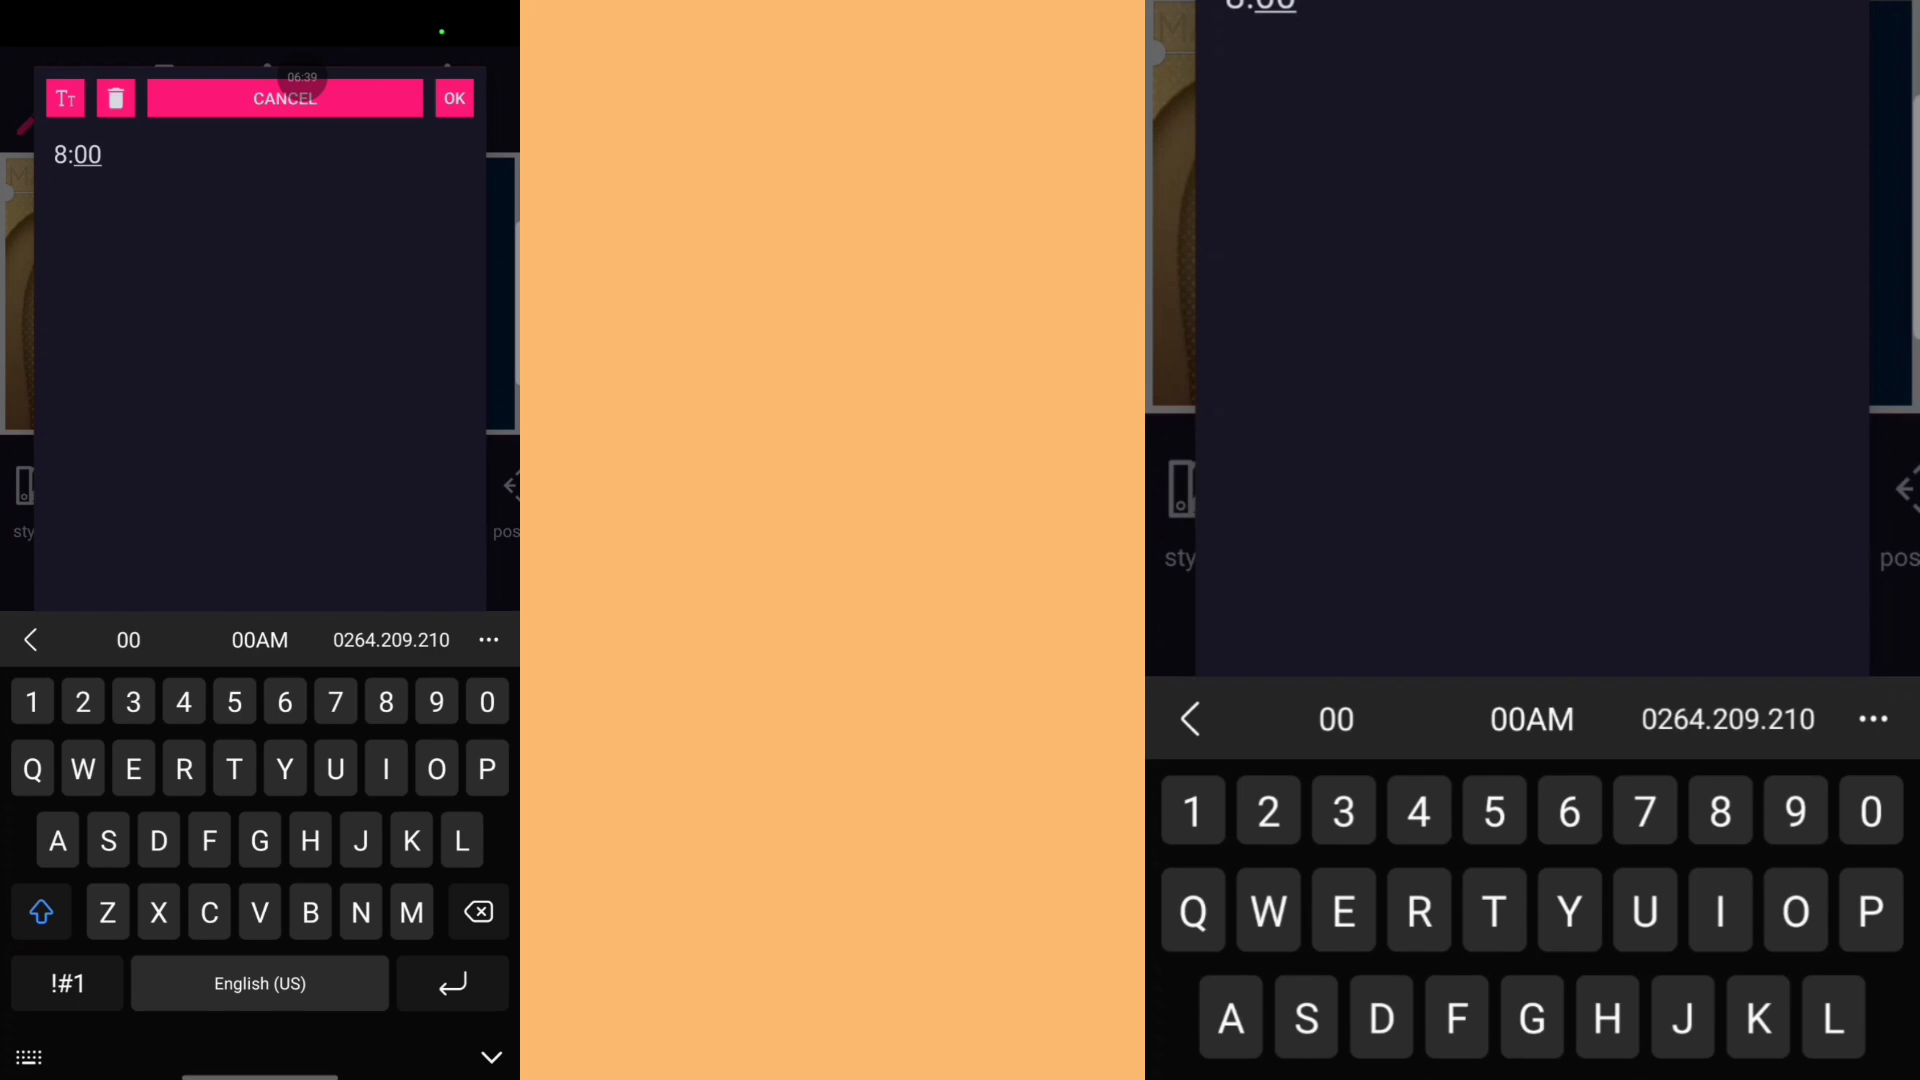 06:39
CANCEL
OK
8:00
sty
pos
00 00AM 0264.209.210
1 2 3 4 5 6 7 8 9 0
Q W E R T Y U I O P
A S D F G H J K L
Z X C V B N M
!#1 English (US)
8:00
sty
pos
00 00AM 0264.209.210
1 2 3 4 5 6 7 8 9 0
Q W E R T Y U I O P
A S D F G H J K L